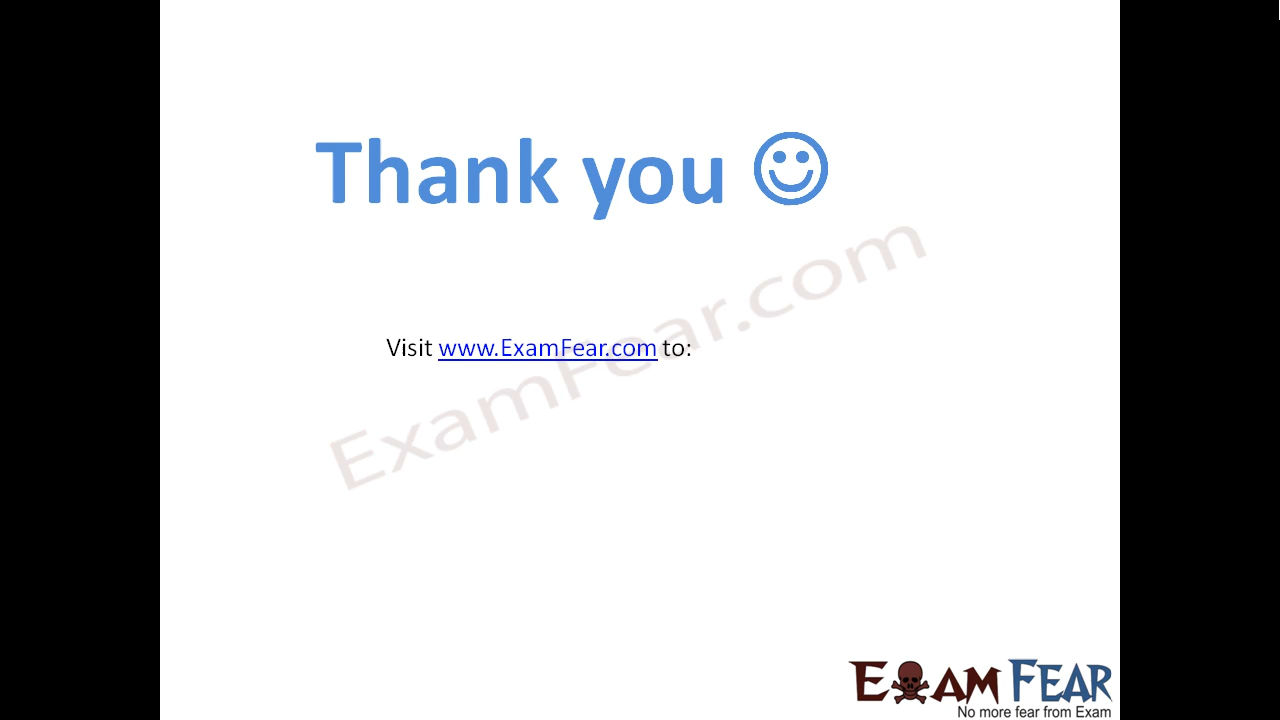 Thank you ☺
ExamFear.com
Visit www.ExamFear.com to:
EXAM FEAR
No more fear from Exam